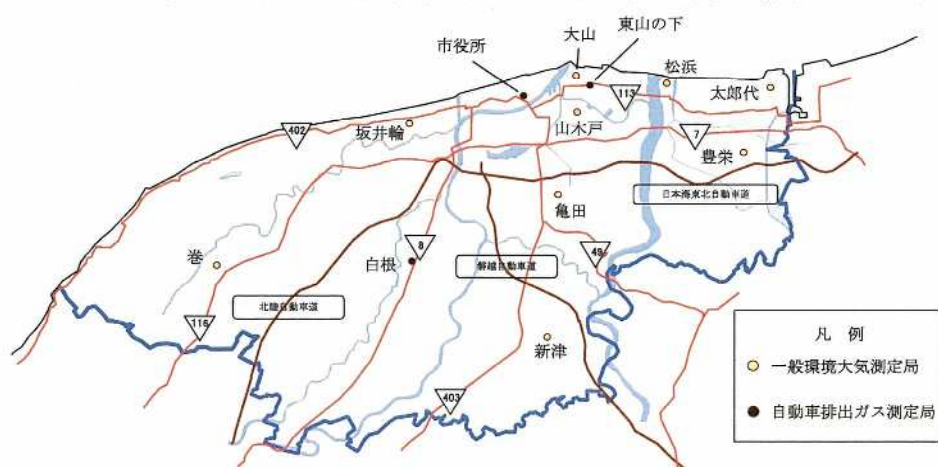 市役所
大山
東山の下
松浜
太郎代
坂井輪
山木戸
豊栄
402
113
7
日本海東北自動車道
亀田
巻
白根
8
磐越自動車道
49
北陸自動車道
116
新津
403
凡 例
一般環境大気測定局
自動車排出ガス測定局